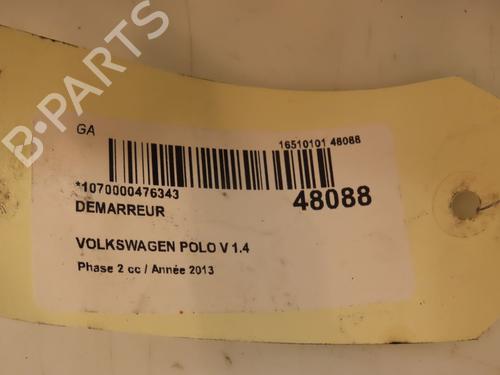 B-Parts
GA
16510101 48088
*1070000476343
48088
DEMARREUR
VOLKSWAGEN POLO V 1.4
Phase 2 cc / Année 2013